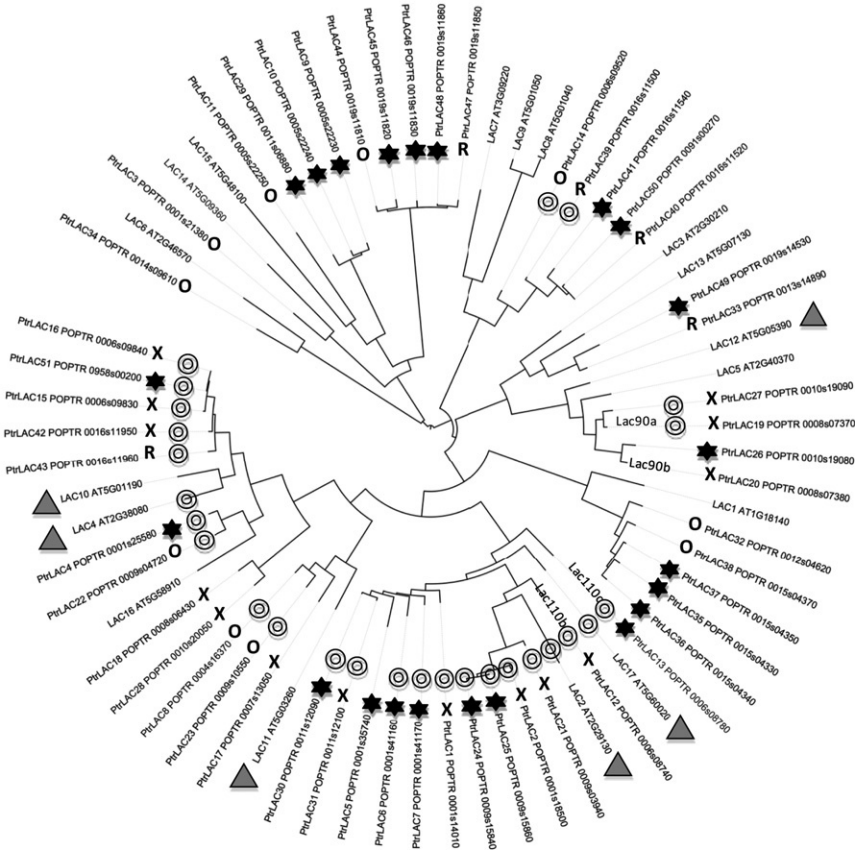 PtrLAC11 POPTR 0005s22250
PtrLAC29 POPTR 0011s06880
PtrLAC10 POPTR 0005s22240
PtrLAC9 POPTR 0005s22230
PtrLAC44 POPTR 0019s11810
PtrLAC45 POPTR 0019s11820
PtrLAC46 POPTR 0019s11830
PtrLAC48 POPTR 0019s11860
PtrLAC47 POPTR 0019s11850
LAC7 AT3G09220
LAC9 AT5G01050
LAC8 AT5G01040
PtrLAC14 POPTR 0006s09520
PtrLAC39 POPTR 0016s11500
PtrLAC41 POPTR 0016s11540
PtrLAC50 POPTR 0091s00270
PtrLAC40 POPTR 0016s11520
LAC3 AT2G30210
LAC13 AT5G07130
PtrLAC49 POPTR 0019s14530
PtrLAC33 POPTR 0013s14890
LAC12 AT5G05390
LAC5 AT2G40370
PtrLAC27 POPTR 0010s19090
PtrLAC19 POPTR 0008s07370
PtrLAC26 POPTR 0010s19080
PtrLAC20 POPTR 0008s07380
LAC1 AT1G18140
PtrLAC32 POPTR 0012s04620
PtrLAC38 POPTR 0015s04370
PtrLAC37 POPTR 0015s04350
PtrLAC35 POPTR 0015s04330
PtrLAC36 POPTR 0015s04340
PtrLAC13 POPTR 0006s08780
LAC17 AT5G60020
PtrLAC12 POPTR 0006s08740
LAC2 AT2G29130
PtrLAC21 POPTR 0009s03940
PtrLAC2 POPTR 0001s18500
PtrLAC25 POPTR 0009s15860
PtrLAC24 POPTR 0009s15840
PtrLAC1 POPTR 0001s14010
PtrLAC7 POPTR 0001s41170
PtrLAC6 POPTR 0001s41160
PtrLAC5 POPTR 0001s35740
PtrLAC31 POPTR 0011s12100
PtrLAC30 POPTR 0011s12090
LAC11 AT5G03260
PtrLAC17 POPTR 0007s13050
PtrLAC23 POPTR 0009s10550
PtrLAC8 POPTR 0004s16370
PtrLAC28 POPTR 0010s20050
PtrLAC18 POPTR 0008s06430
LAC16 AT5G58910
PtrLAC22 POPTR 0009s04720
PtrLAC4 POPTR 0001s25580
LAC4 AT2G38080
LAC10 AT5G01190
PtrLAC43 POPTR 0016s11960
PtrLAC42 POPTR 0016s11950
PtrLAC15 POPTR 0006s09830
PtrLAC51 POPTR 0958s00200
PtrLAC16 POPTR 0006s09840
PtrLAC34 POPTR 0014s09610
LAC6 AT2G46570
PtrLAC3 POPTR 0001s21380
LAC14 AT5G09360
LAC15 AT5G48100
Lac90a
Lac90b
Lac110b
Lac110c
O
O
R
O
R
R
R
X
X
X
O
O
X
X
X
X
X
X
O
O
X
X
O
R
X
X
X
O
O